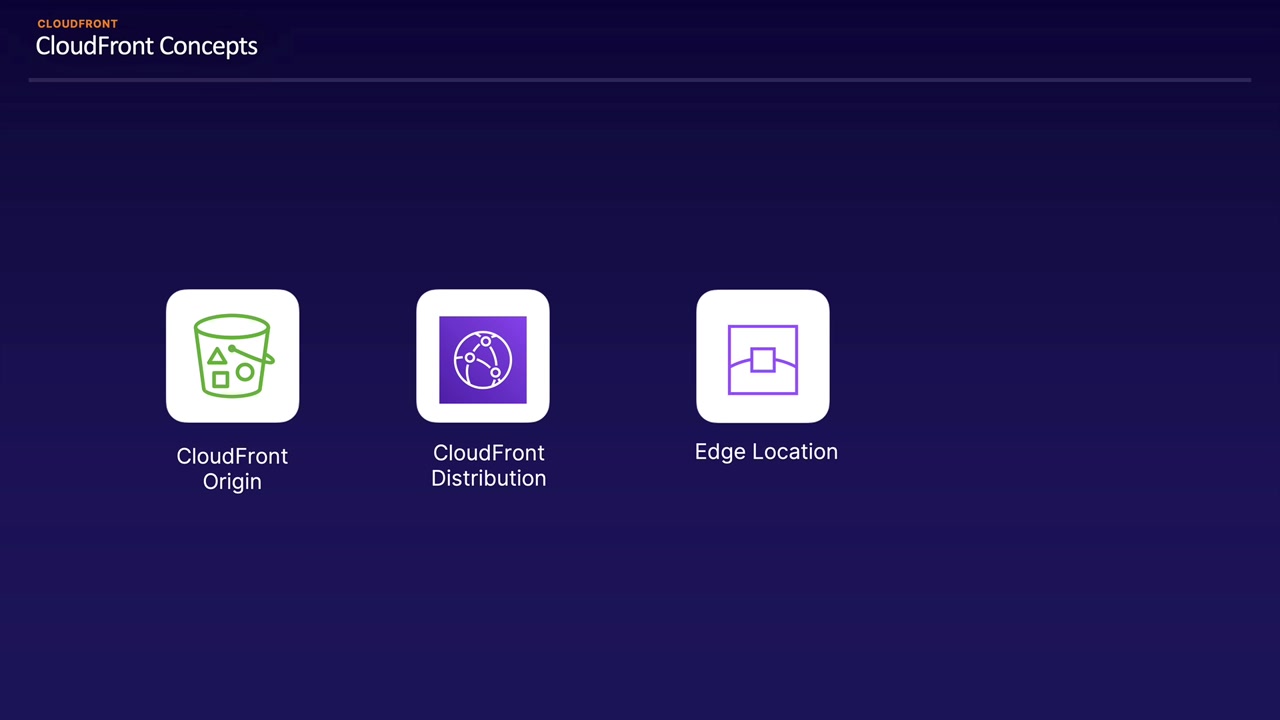 CLOUDFRONT
CloudFront Concepts
CloudFront
Origin
CloudFront
Distribution
Edge Location